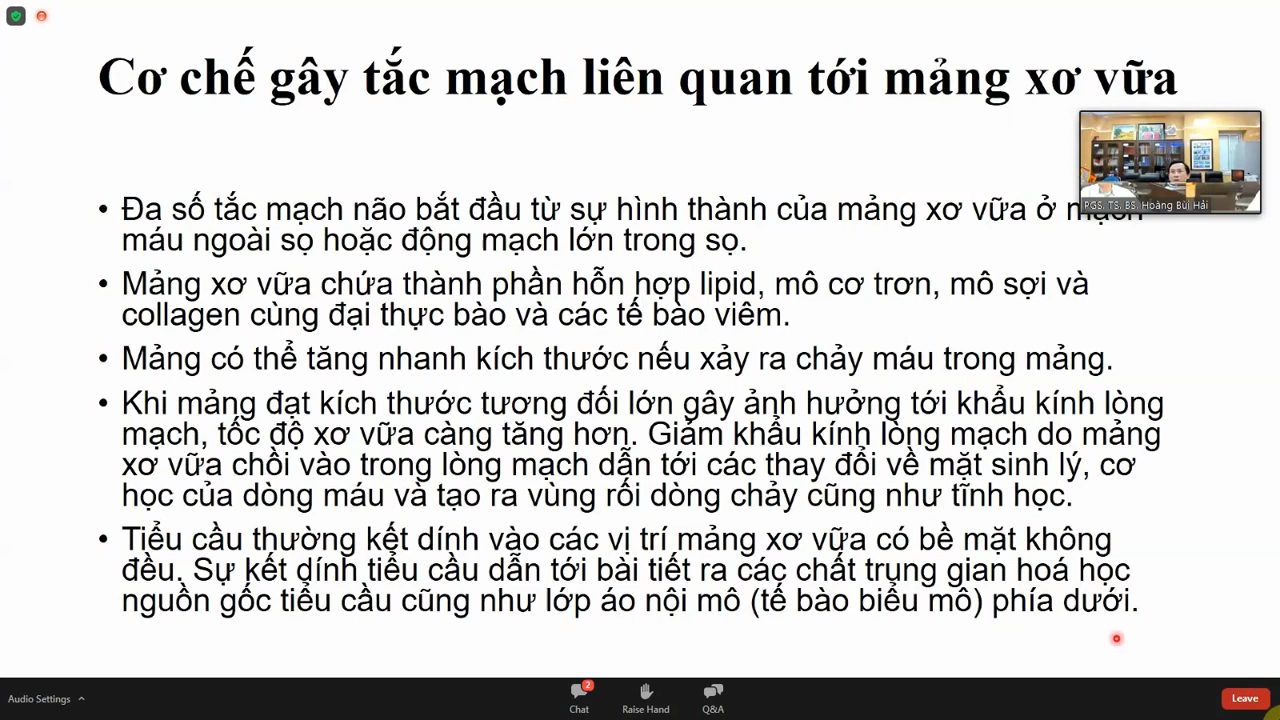 Cơ chế gây tắc mạch liên quan tới mảng xơ vữa
PGS. TS. BS. Hoàng Bùi Hải
• Đa số tắc mạch não bắt đầu từ sự hình thành của mảng xơ vữa ở mạch
máu ngoài sọ hoặc động mạch lớn trong sọ.
• Mảng xơ vữa chứa thành phần hỗn hợp lipid, mô cơ trơn, mô sợi và
collagen cùng đại thực bào và các tế bào viêm.
• Mảng có thể tăng nhanh kích thước nếu xảy ra chảy máu trong mảng.
• Khi mảng đạt kích thước tương đối lớn gây ảnh hưởng tới khẩu kính lòng
mạch, tốc độ xơ vữa càng tăng hơn. Giảm khẩu kính lòng mạch do mảng
xơ vữa chồi vào trong lòng mạch dẫn tới các thay đổi về mặt sinh lý, cơ
học của dòng máu và tạo ra vùng rối dòng chảy cũng như tĩnh học.
• Tiểu cầu thường kết dính vào các vị trí mảng xơ vữa có bề mặt không
đều. Sự kết dính tiểu cầu dẫn tới bài tiết ra các chất trung gian hoá học
nguồn gốc tiểu cầu cũng như lớp áo nội mô (tế bào biểu mô) phía dưới.
Audio Settings
2
Chat
Raise Hand
Q&A
Leave